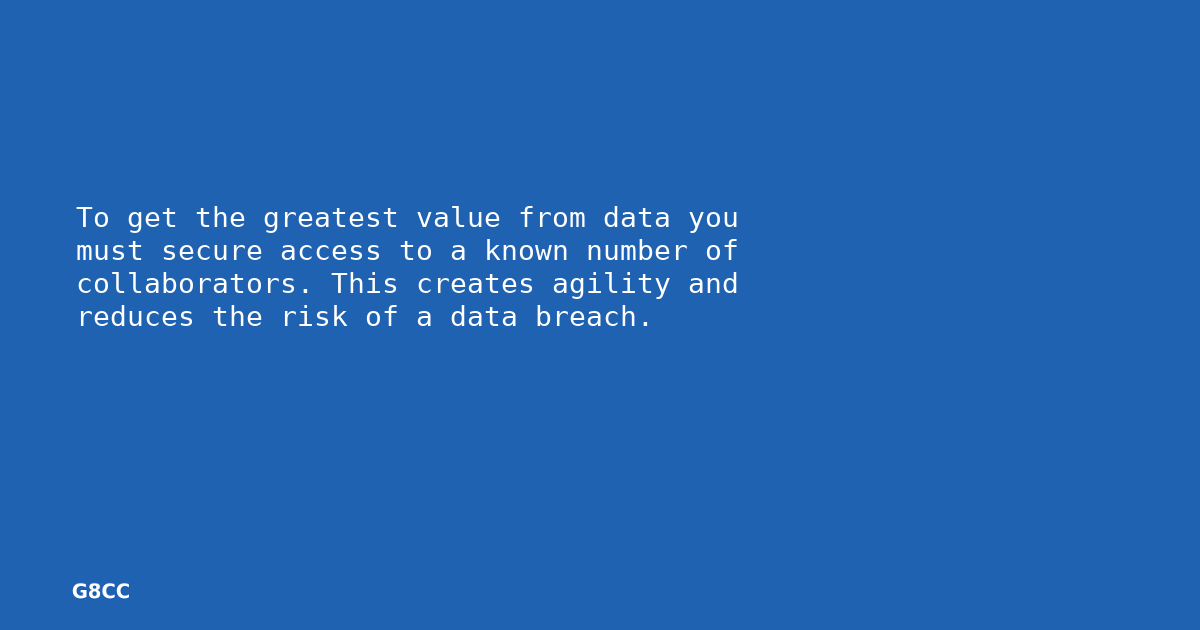 To get the greatest value from data you
must secure access to a known number of
collaborators. This creates agility and
reduces the risk of a data breach.
G8CC